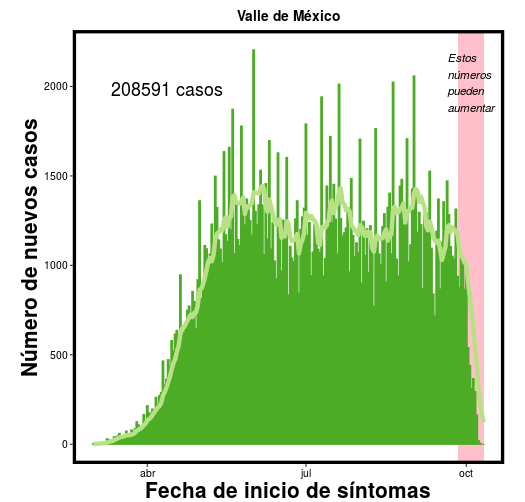 Valle de México
Estos
números
pueden
aumentar
208591 casos
Número de nuevos casos
2000
1500
1000
500
0
abr
jul
oct
Fecha de inicio de síntomas